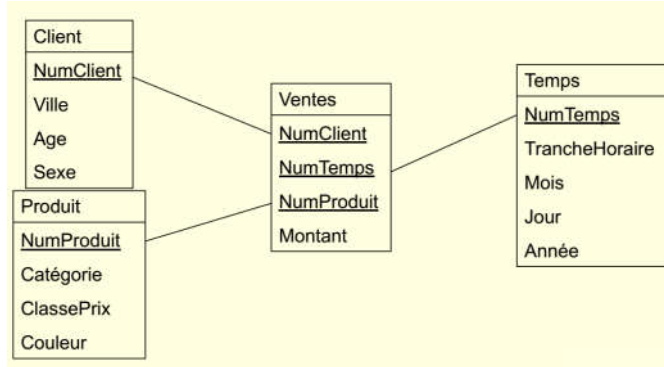 Client
NumClient
Ville
Age
Sexe
Produit
NumProduit
Catégorie
ClassePrix
Couleur
Ventes
NumClient
NumTemps
NumProduit
Montant
Temps
NumTemps
TrancheHoraire
Mois
Jour
Année